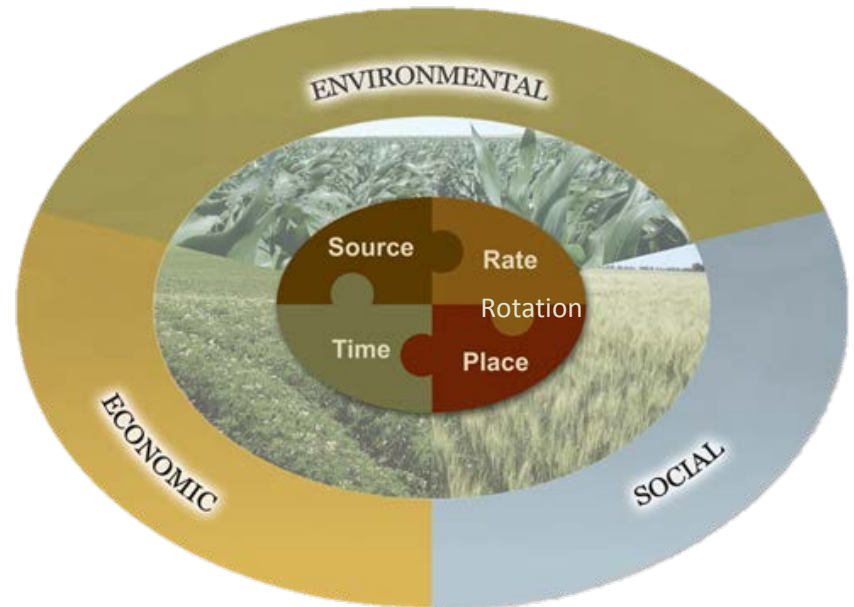 ENVIRONMENTAL
Source
Rate
Rotation
Time
Place
ECONOMIC
SOCIAL